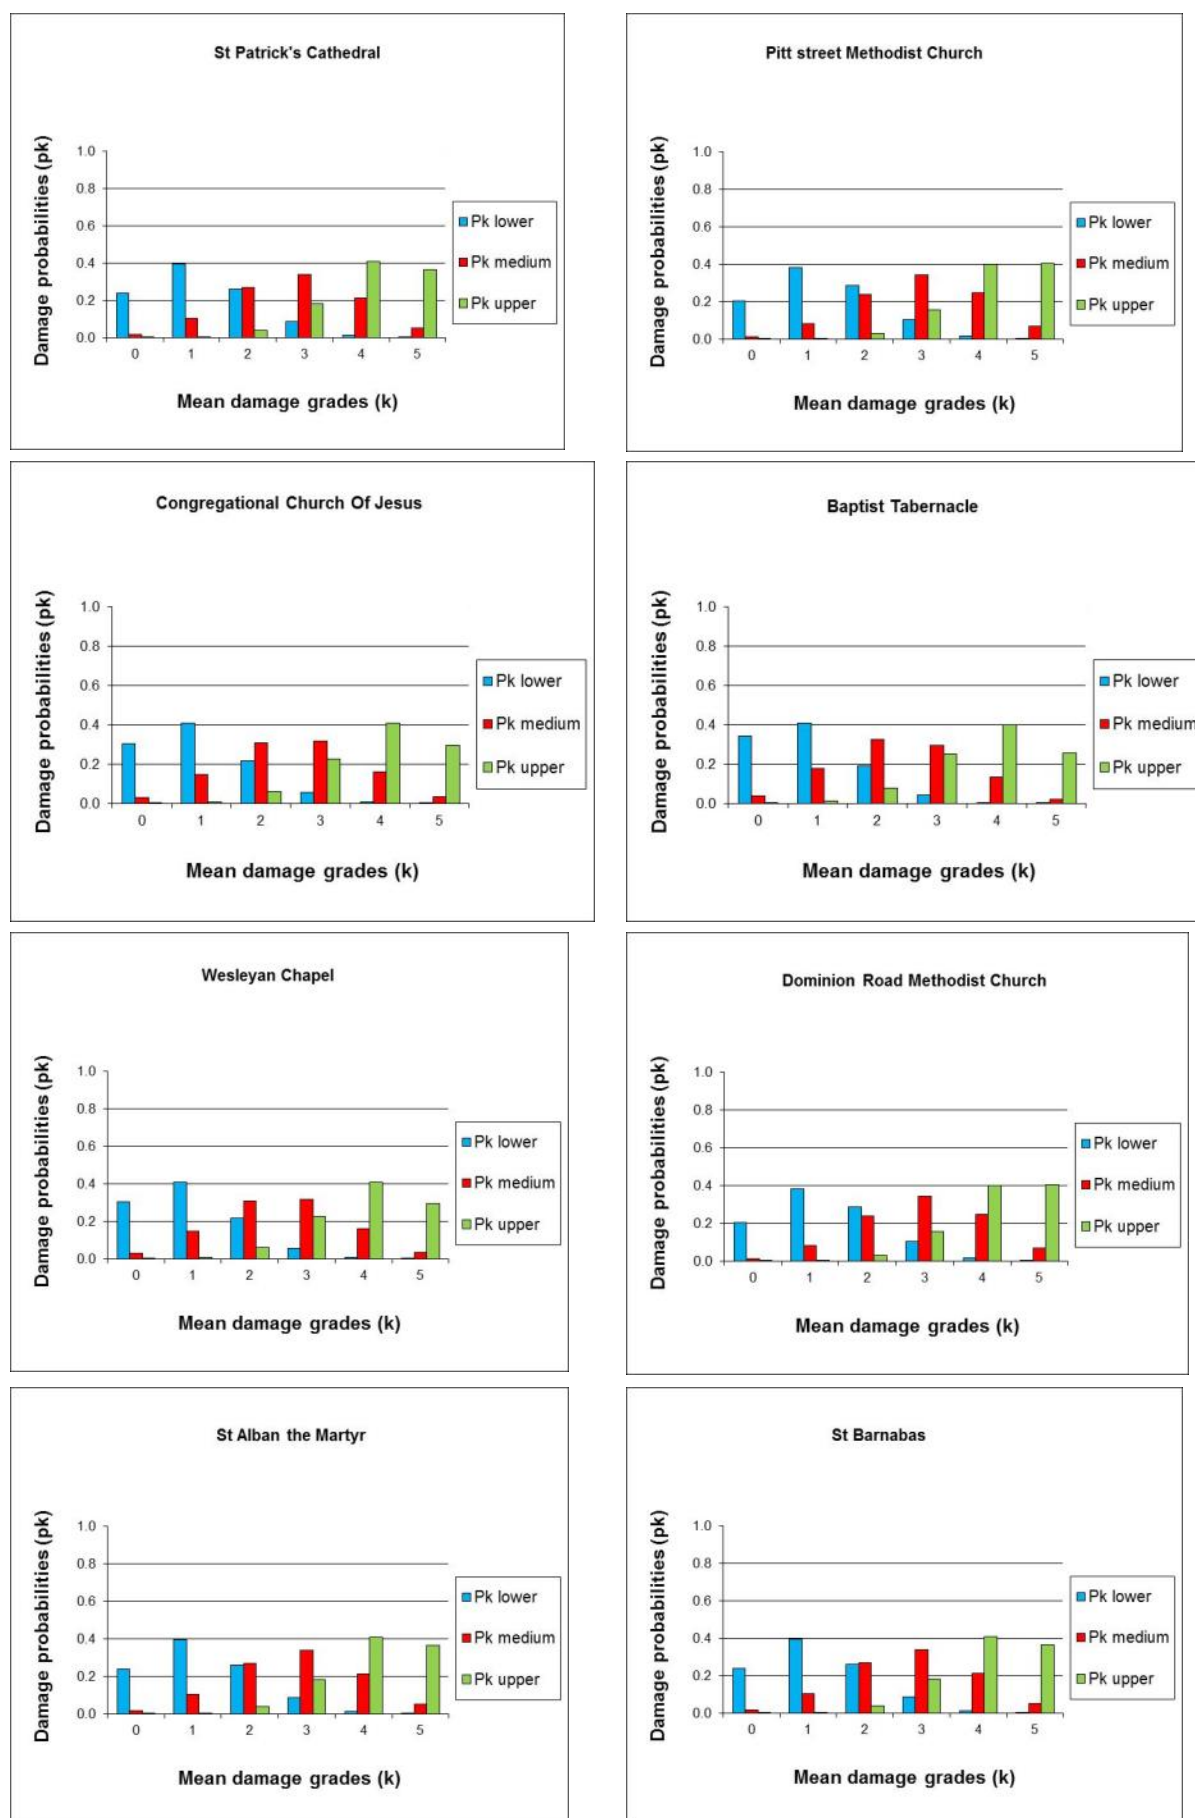 St Patrick's Cathedral
Damage probabilities (pk)
1.0
0.8
0.6
0.4
0.2
0.0
0 1 2 3 4 5
Mean damage grades (k)
Pk lower
Pk medium
Pk upper
Pitt street Methodist Church
Damage probabilities (pk)
1.0
0.8
0.6
0.4
0.2
0.0
0 1 2 3 4 5
Mean damage grades (k)
Pk lower
Pk medium
Pk upper
Congregational Church Of Jesus
Damage probabilities (pk)
1.0
0.8
0.6
0.4
0.2
0.0
0 1 2 3 4 5
Mean damage grades (k)
Pk lower
Pk medium
Pk upper
Baptist Tabernacle
Damage probabilities (pk)
1.0
0.8
0.6
0.4
0.2
0.0
0 1 2 3 4 5
Mean damage grades (k)
Pk lower
Pk medium
Pk upper
Wesleyan Chapel
Damage probabilities (pk)
1.0
0.8
0.6
0.4
0.2
0.0
0 1 2 3 4 5
Mean damage grades (k)
Pk lower
Pk medium
Pk upper
Dominion Road Methodist Church
Damage probabilities (pk)
1.0
0.8
0.6
0.4
0.2
0.0
0 1 2 3 4 5
Mean damage grades (k)
Pk lower
Pk medium
Pk upper
St Alban the Martyr
Damage probabilities (pk)
1.0
0.8
0.6
0.4
0.2
0.0
0 1 2 3 4 5
Mean damage grades (k)
Pk lower
Pk medium
Pk upper
St Barnabas
Damage probabilities (pk)
1.0
0.8
0.6
0.4
0.2
0.0
0 1 2 3 4 5
Mean damage grades (k)
Pk lower
Pk medium
Pk upper